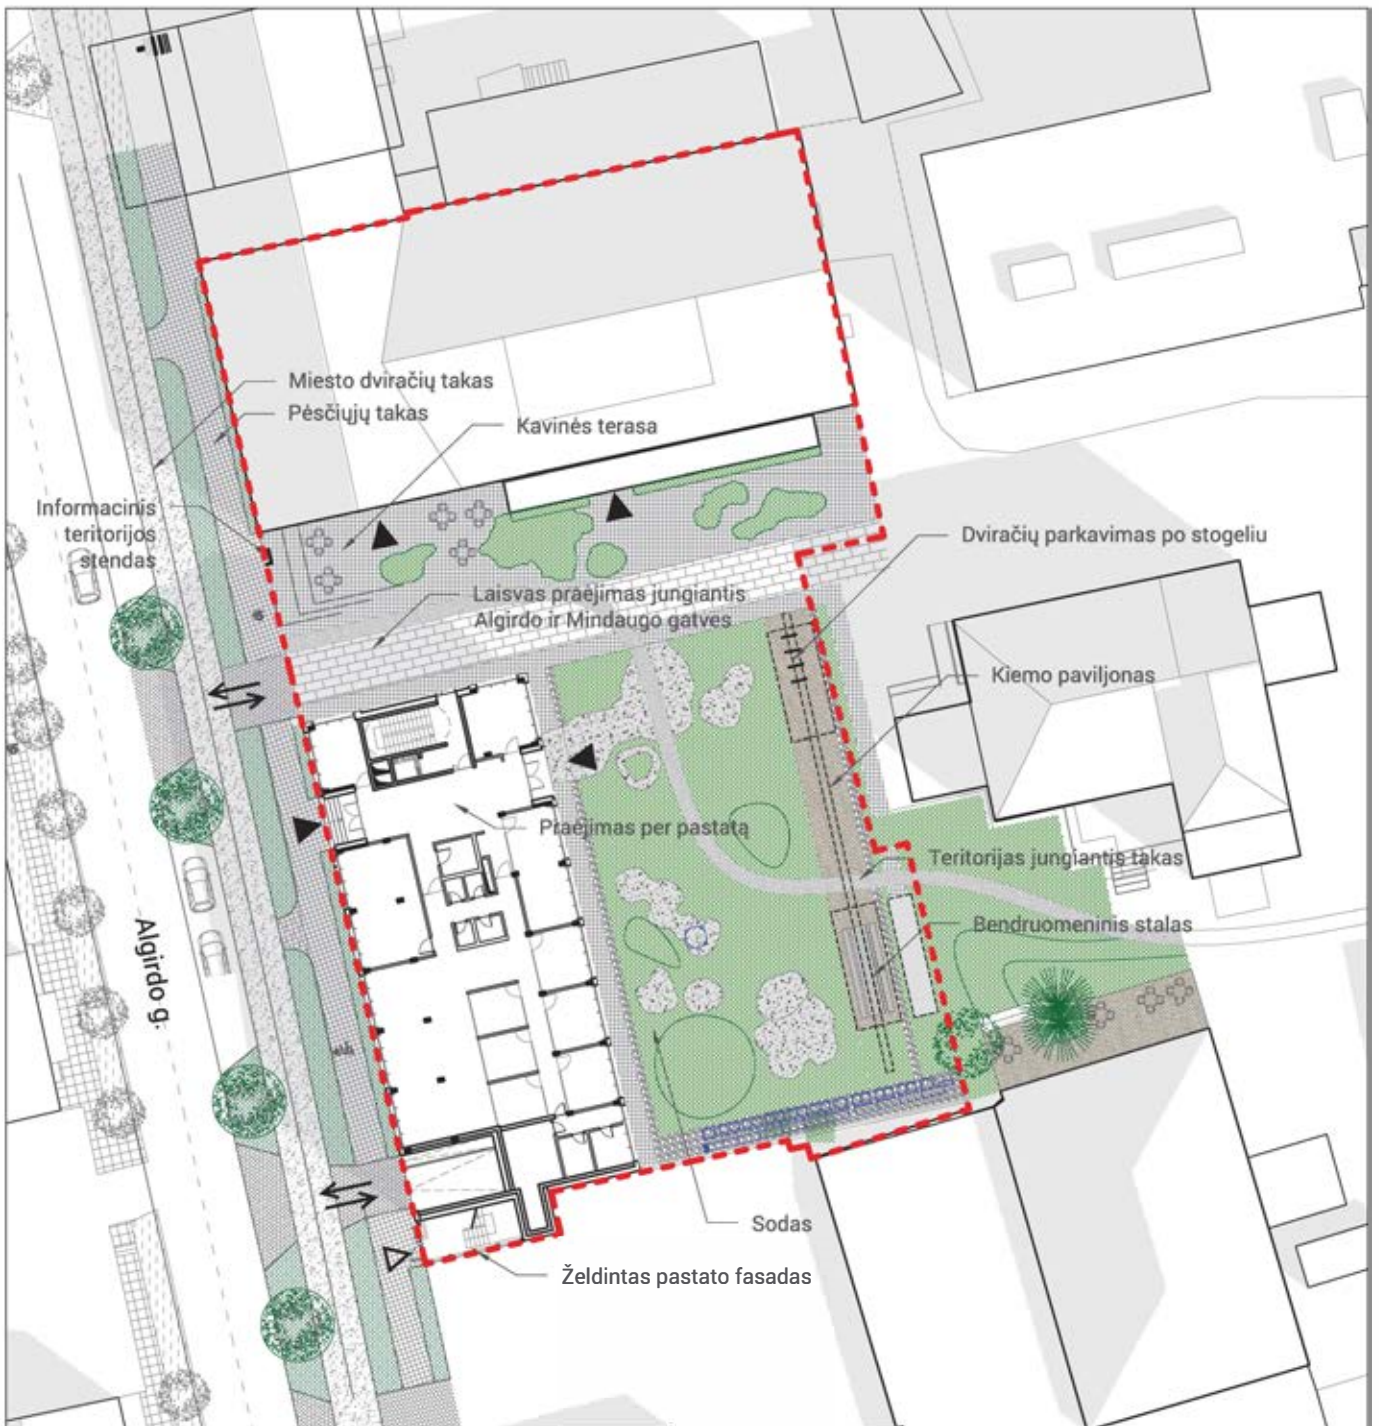 Miesto dviračių takas
Pėsčiųjų takas
Kavinės terasa
Informacinis
teritorijos
stendas
Dviračių parkavimas po stogeliu
Laisvas praėjimas jungiantis
Algirdo ir Mindaugo gatves
Kiemo paviljonas
Praėjimas per pastatą
Teritorijas jungiantis takas
Bendruomeninis stalas
Algirdo g.
Sodas
Želdintas pastato fasadas